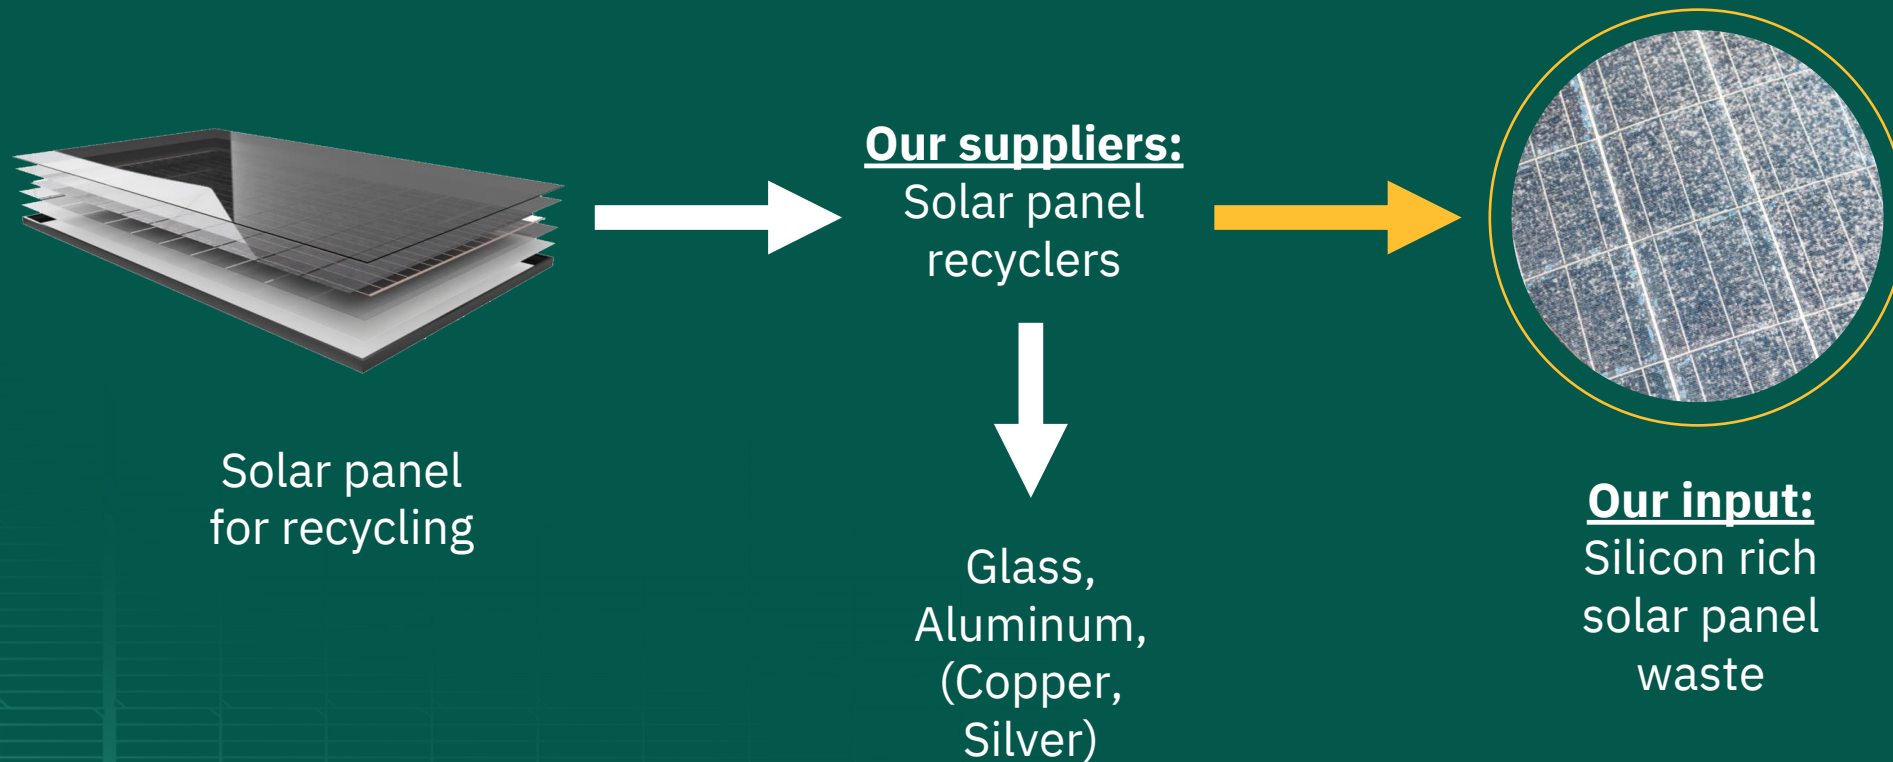 Solar panel
for recycling
Our suppliers:
Solar panel
recyclers
Glass,
Aluminum,
(Copper,
Silver)
Our input:
Silicon rich
solar panel
waste